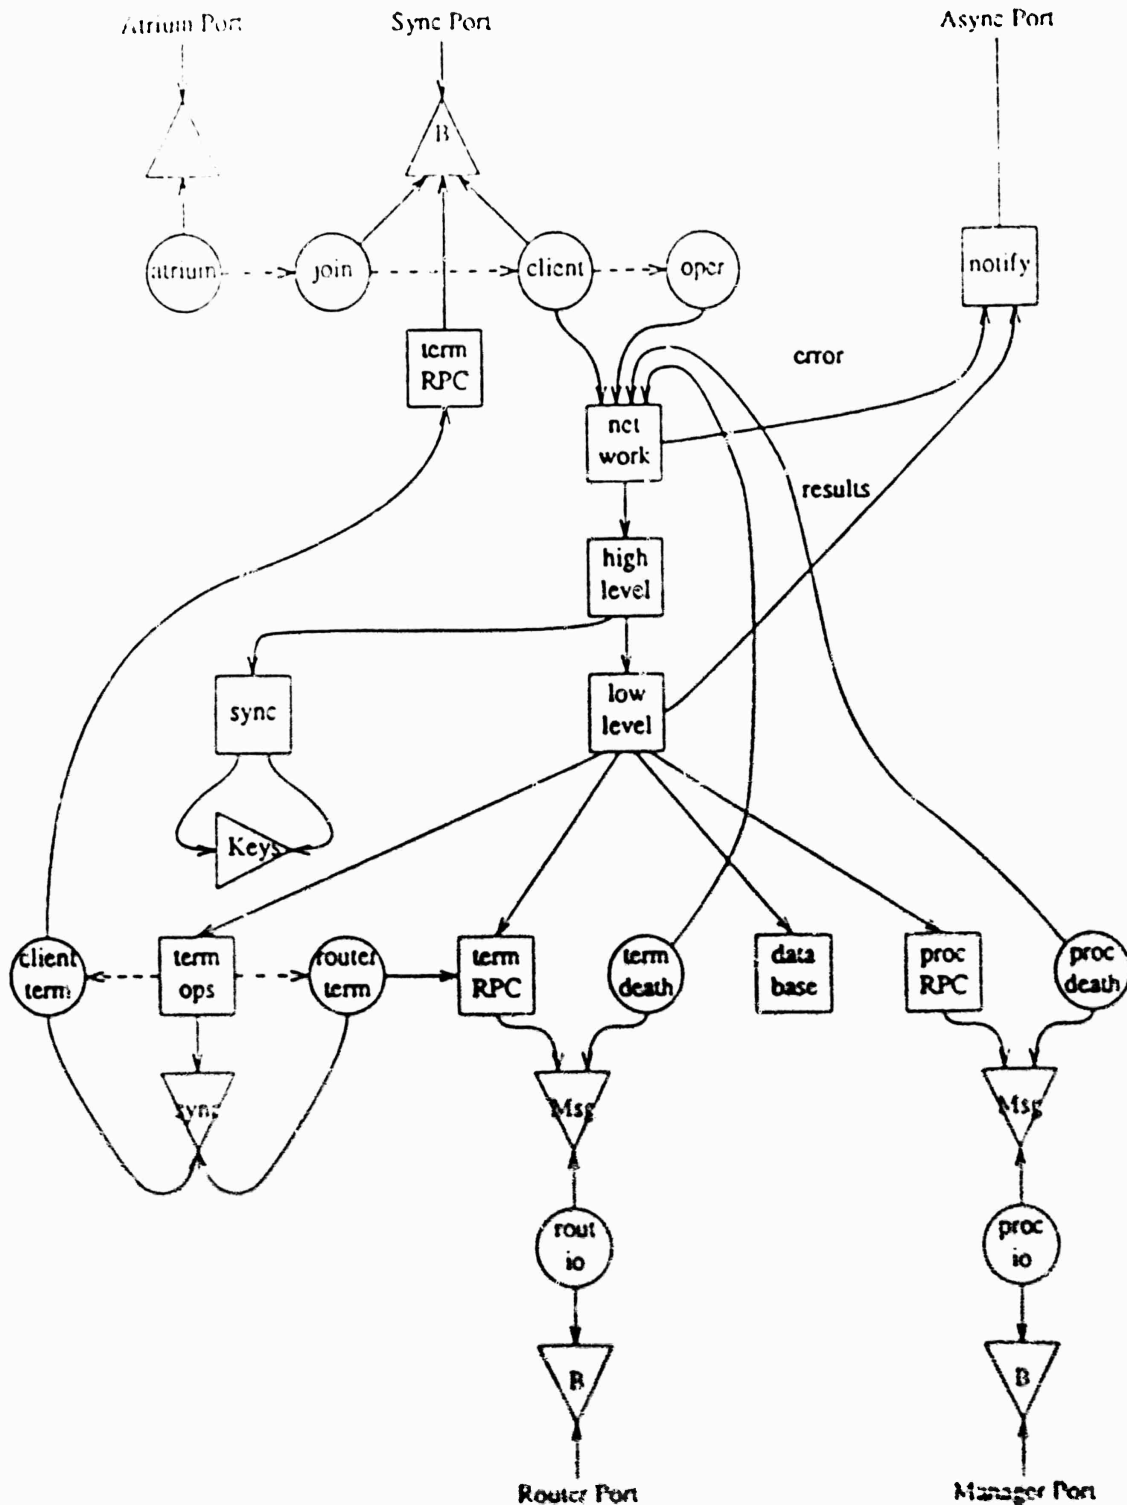 Atrium Port
Sync Port
Async Port
B
atrium
join
client
oper
notify
term
RPC
error
net
work
results
high
level
sync
low
level
Keys
client
term
term
ops
router
term
term
RPC
term
death
data
base
proc
RPC
proc
death
sync
Msg
Msg
rout
io
proc
io
B
B
Router Port
Manager Port